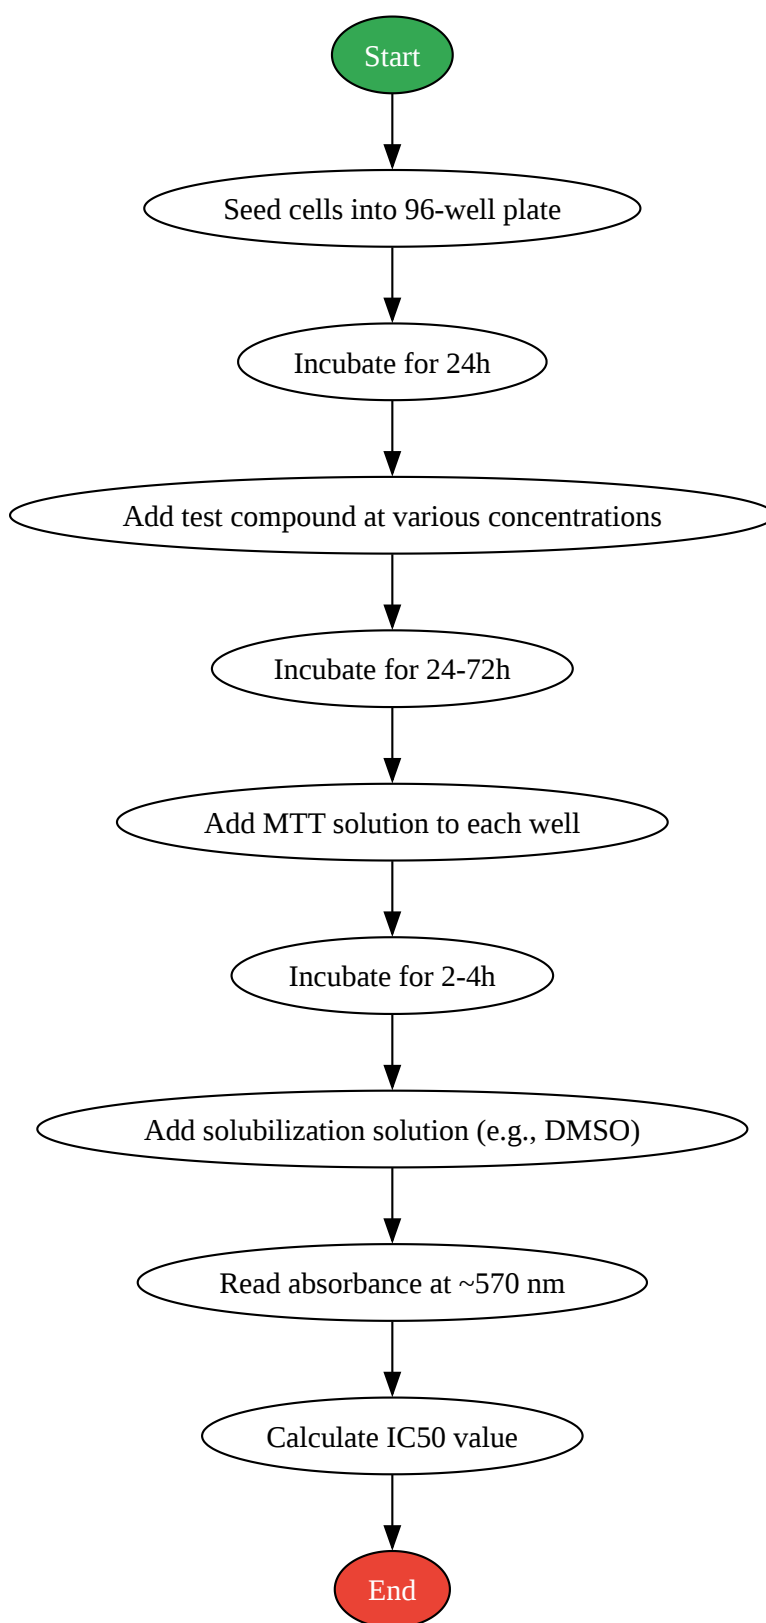 Start
Seed cells into 96-well plate
Incubate for 24h
Add test compound at various concentrations
Incubate for 24-72h
Add MTT solution to each well
Incubate for 2-4h
Add solubilization solution (e.g., DMSO)
Read absorbance at ~570 nm
Calculate IC50 value
End